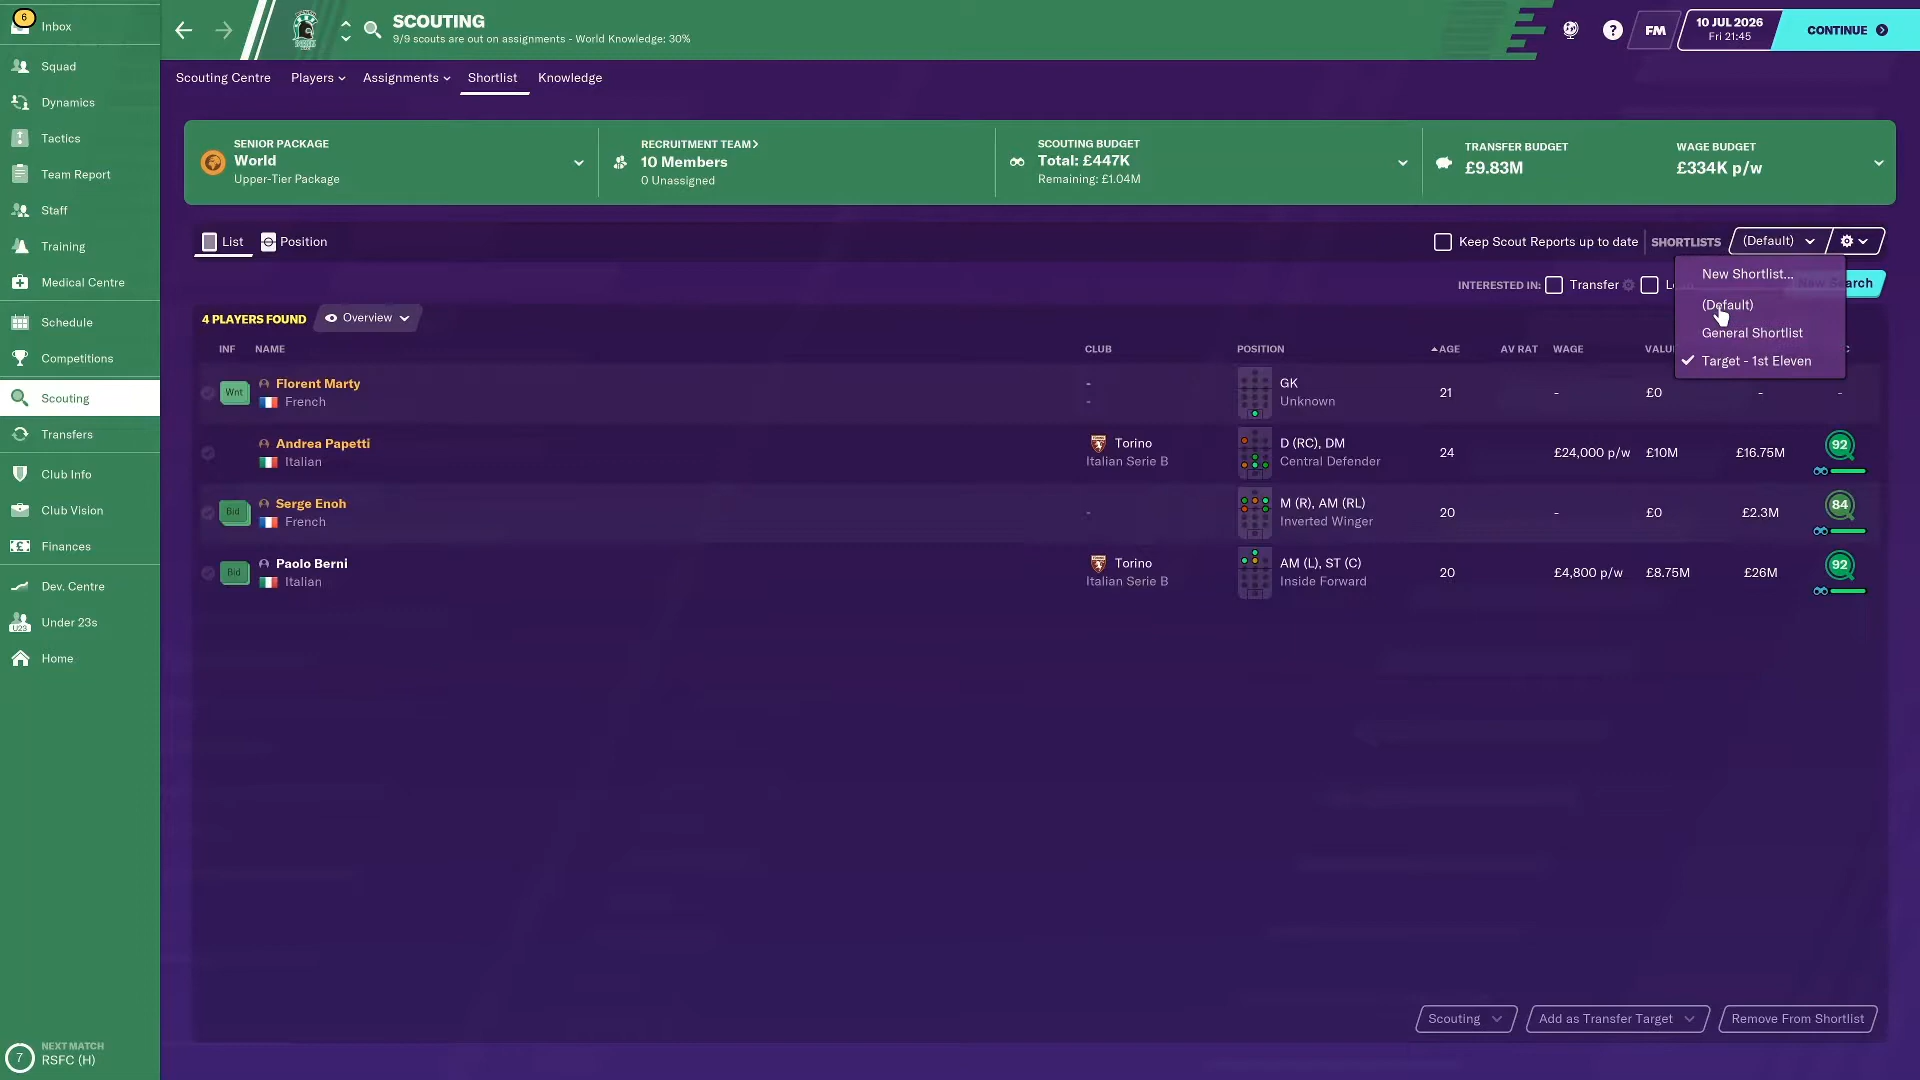 6
Inbox
Squad
Dynamics
Tactics
Team Report
Staff
Training
Medical Centre
Schedule
Competitions
Scouting
Transfers
Club Info
Club Vision
Finances
Dev. Centre
U23
Under 23s
Home
7
NEXT MATCH
RSFC (H)
SCOUTING
9/9 scouts are out on assignments - World Knowledge: 30%
?
FM
10 JUL 2026
Fri 21:45
CONTINUE
Scouting Centre Players Assignments Shortlist Knowledge
SENIOR PACKAGE
World
Upper-Tier Package
RECRUITMENT TEAM>
10 Members
0 Unassigned
SCOUTING BUDGET
Total: £447K
Remaining: £1.04M
TRANSFER BUDGET
£9.83M
WAGE BUDGET
£334K p/w
List Position
Keep Scout Reports up to date SHORTLISTS (Default)
New Shortlist...
(Default)
General Shortlist
Target - 1st Eleven
INTERESTED IN: Transfer
New Search
4 PLAYERS FOUND Overview
INF NAME CLUB POSITION AGE AV RAT WAGE
Wnt Florent Marty - GK 21 - £0 - -
French - Unknown
Andrea Papetti Torino D (RC), DM 24 £24,000 p/w £10M £16.75M 92
Italian Italian Serie B Central Defender
Bid Serge Enoh - M (R), AM (RL) 20 - £0 £2.3M 84
French Inverted Winger
Bid Paolo Berni Torino AM (L), ST (C) 20 £4,800 p/w £8.75M £26M 92
Italian Italian Serie B Inside Forward
Scouting Add as Transfer Target Remove From Shortlist